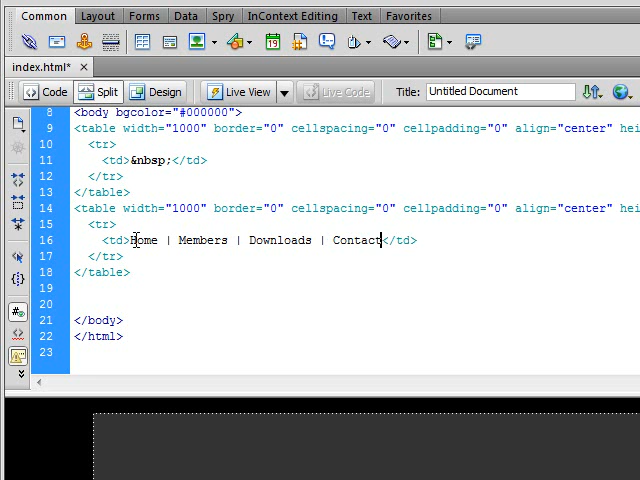 Common Layout Forms Data Spry InContext Editing Text Favorites
index.html*
Code Split Design Live View Live Code Title: Untitled Document
8 <body bgcolor="#000000">
9 <table width="1000" border="0" cellspacing="0" cellpadding="0" align="center" hei
10 <tr>
11 <td>&nbsp;</td>
12 </tr>
13 </table>
14 <table width="1000" border="0" cellspacing="0" cellpadding="0" align="center" hei
15 <tr>
16 <td>Home | Members | Downloads | Contact</td>
17 </tr>
18 </table>
19
20
21 </body>
22 </html>
23